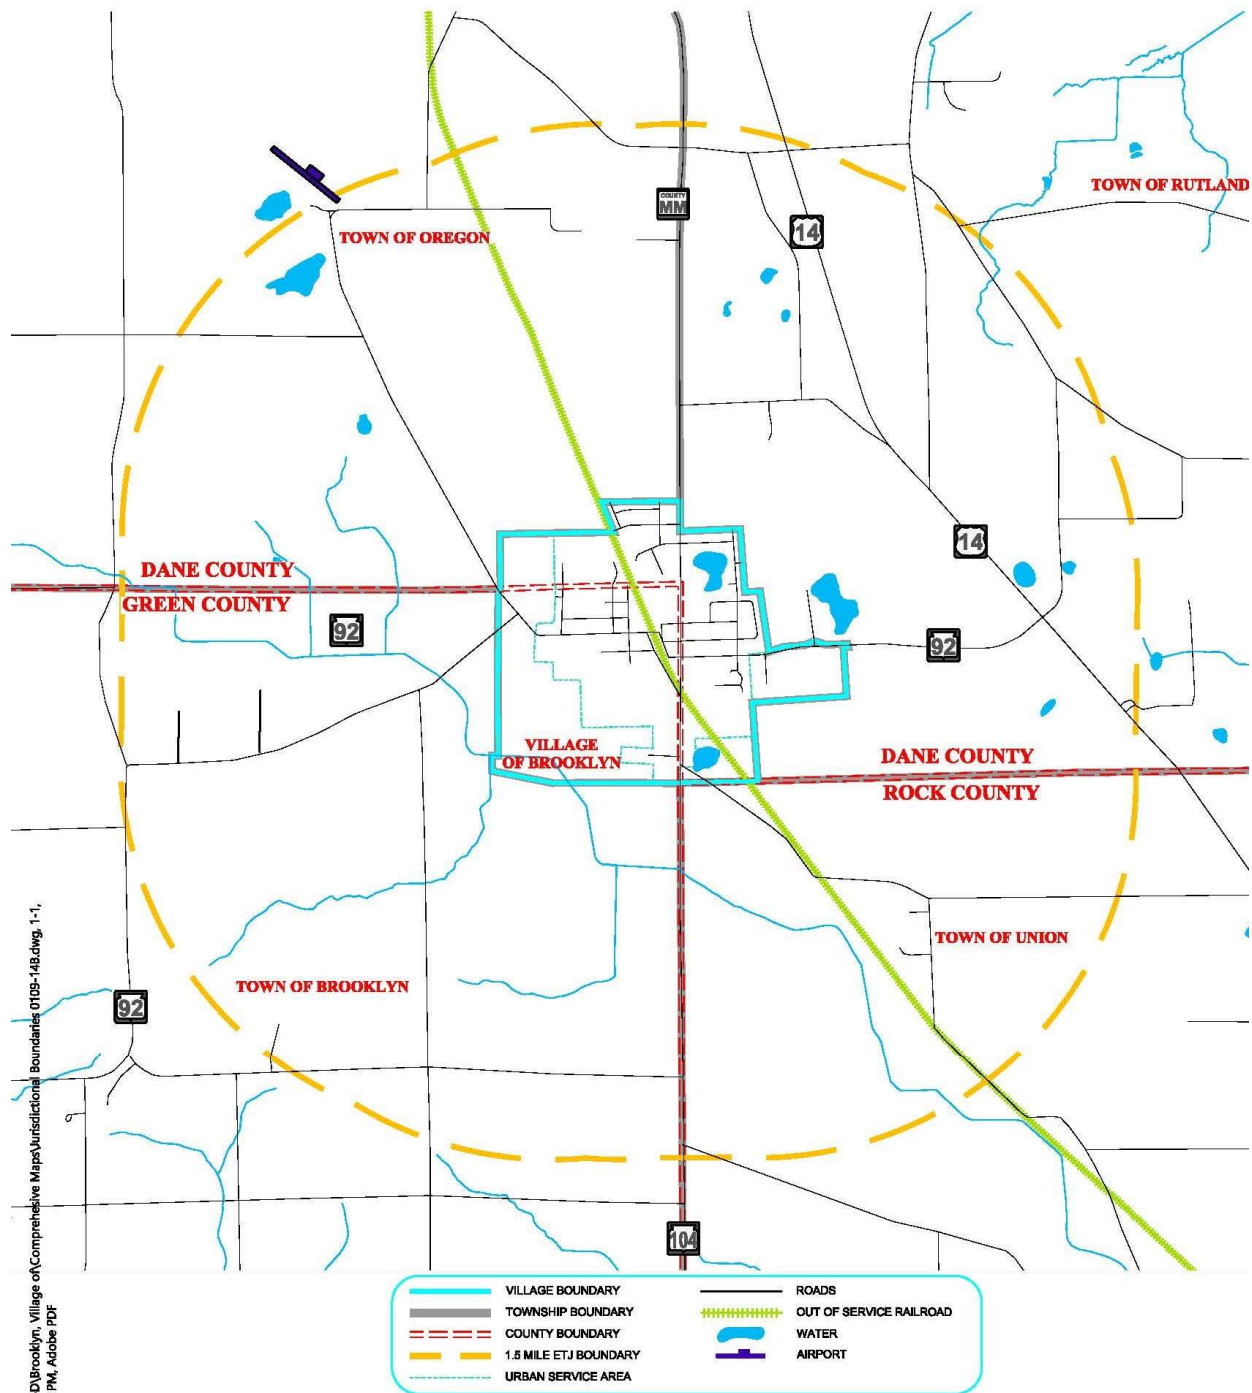 TOWN OF RUTLAND
COUNTY
MM
14
TOWN OF OREGON
14
DANE COUNTY
GREEN COUNTY
92
92
VILLAGE
OF BROOKLYN
DANE COUNTY
ROCK COUNTY
TOWN OF UNION
TOWN OF BROOKLYN
92
104
D\Brooklyn, Village of\Comprehesive Maps\Jurisdictional Boundaries 0109-14B.dwg, 1-1,
PM, Adobe PDF
VILLAGE BOUNDARY
TOWNSHIP BOUNDARY
COUNTY BOUNDARY
1.5 MILE ETJ BOUNDARY
URBAN SERVICE AREA
ROADS
OUT OF SERVICE RAILROAD
WATER
AIRPORT